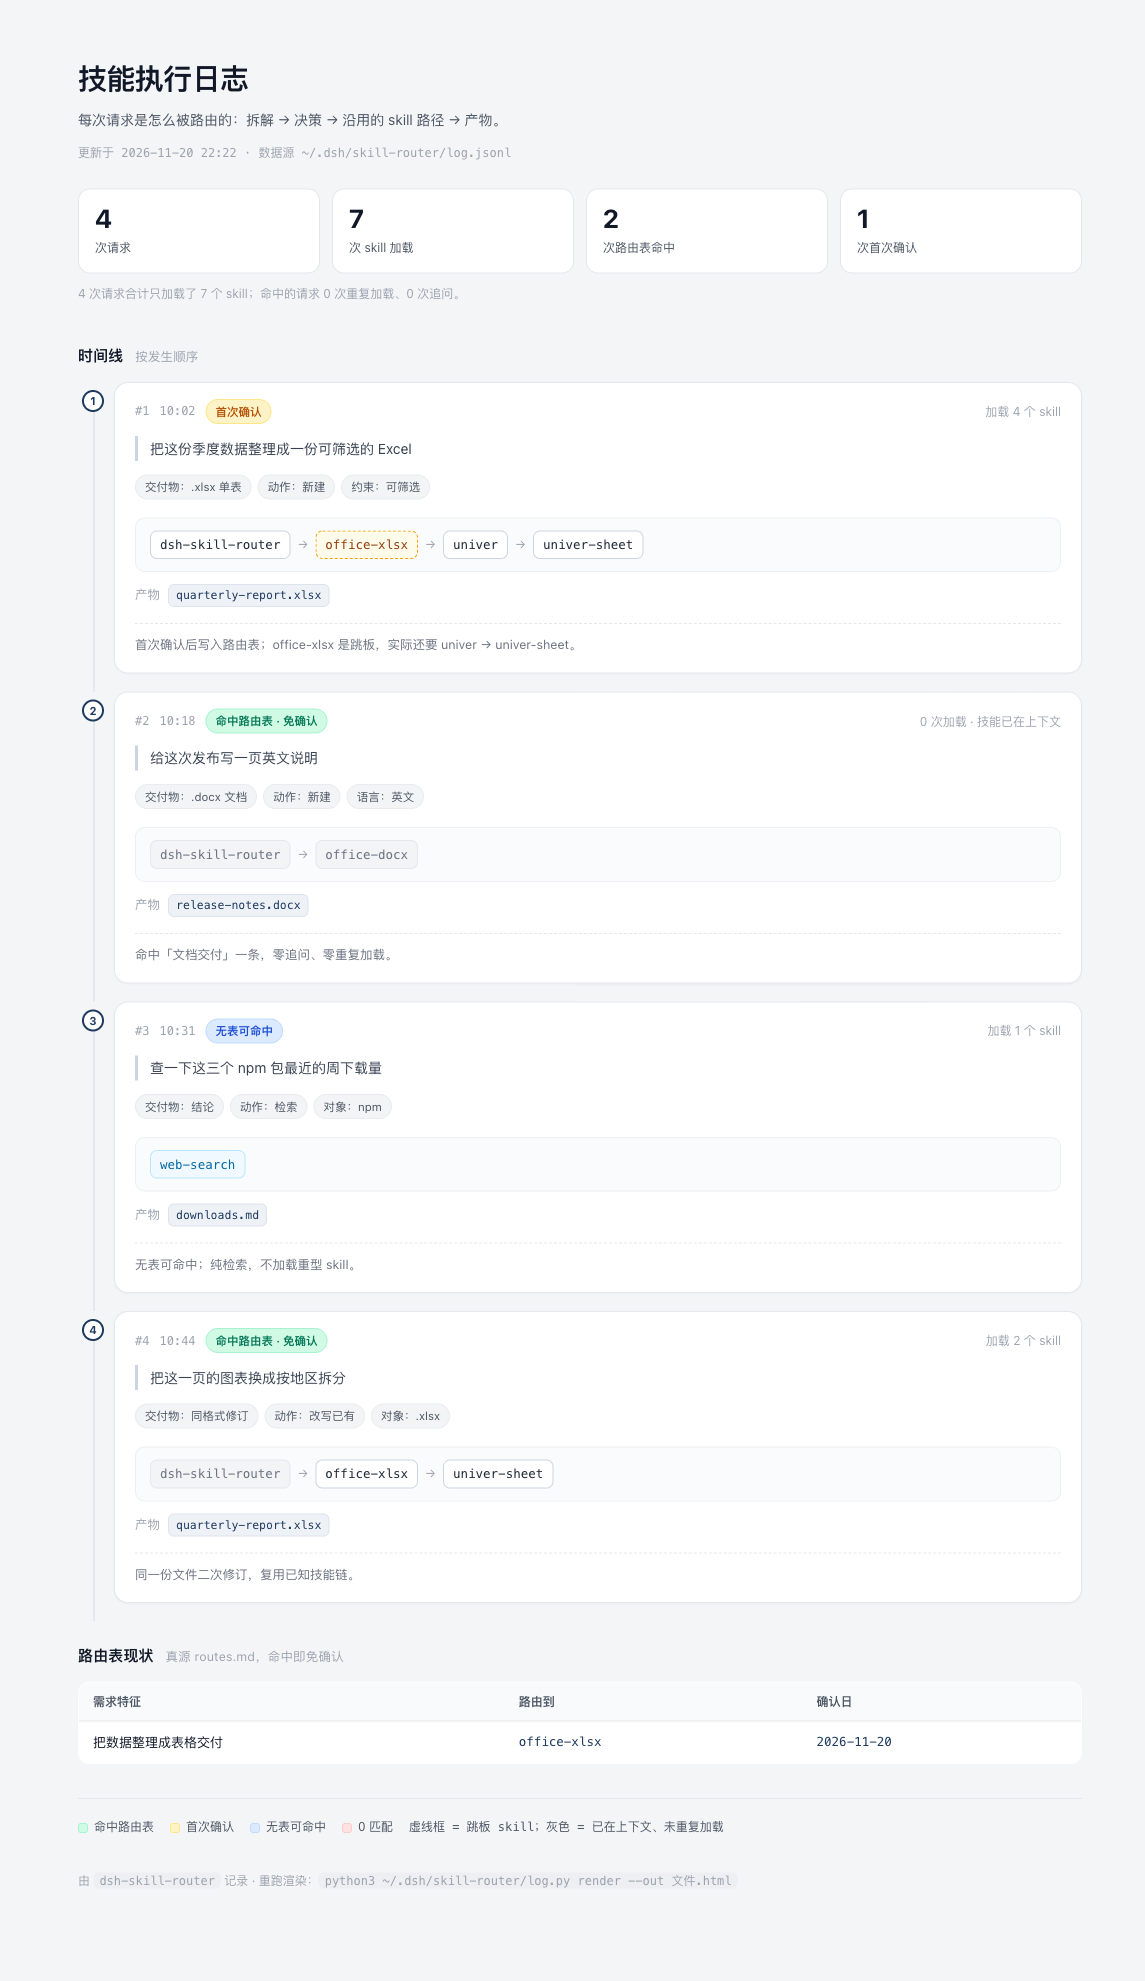 技能执行日志
每次请求是怎么被路由的：拆解 → 决策 → 沿用的 skill 路径 → 产物。
更新于 2026-11-20 22:22 · 数据源 ~/.dsh/skill-router/log.jsonl
4
次请求
7
次 skill 加载
2
次路由表命中
1
次首次确认
4 次请求合计只加载了 7 个 skill；命中的请求 0 次重复加载、0 次追问。
时间线 按发生顺序
1
#1 10:02 首次确认 加载 4 个 skill
把这份季度数据整理成一份可筛选的 Excel
交付物：.xlsx 单表 动作：新建 约束：可筛选
dsh-skill-router → office-xlsx → univer → univer-sheet
产物 quarterly-report.xlsx
首次确认后写入路由表；office-xlsx 是跳板，实际还要 univer → univer-sheet。
2
#2 10:18 命中路由表 · 免确认 0 次加载 · 技能已在上下文
给这次发布写一页英文说明
交付物：.docx 文档 动作：新建 语言：英文
dsh-skill-router → office-docx
产物 release-notes.docx
命中「文档交付」一条，零追问、零重复加载。
3
#3 10:31 无表可命中 加载 1 个 skill
查一下这三个 npm 包最近的周下载量
交付物：结论 动作：检索 对象：npm
web-search
产物 downloads.md
无表可命中；纯检索，不加载重型 skill。
4
#4 10:44 命中路由表 · 免确认 加载 2 个 skill
把这一页的图表换成按地区拆分
交付物：同格式修订 动作：改写已有 对象：.xlsx
dsh-skill-router → office-xlsx → univer-sheet
产物 quarterly-report.xlsx
同一份文件二次修订，复用已知技能链。
路由表现状 真源 routes.md，命中即免确认
需求特征 路由到 确认日
把数据整理成表格交付 office-xlsx 2026-11-20
命中路由表 首次确认 无表可命中 0 匹配 虚线框 = 跳板 skill；灰色 = 已在上下文、未重复加载
由 dsh-skill-router 记录 · 重跑渲染： python3 ~/.dsh/skill-router/log.py render --out 文件.html